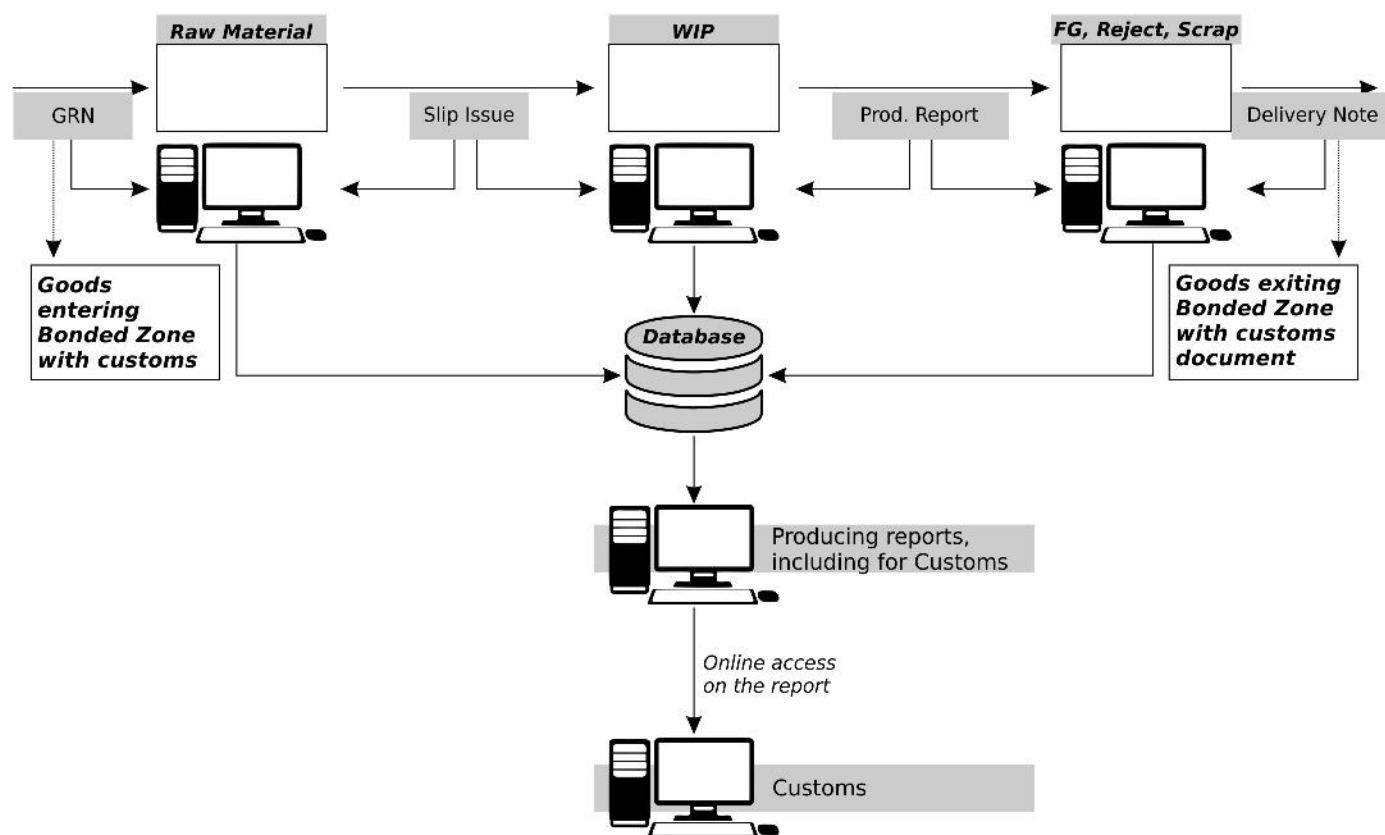 Raw Material
WIP
FG, Reject, Scrap
GRN
Slip Issue
Prod. Report
Delivery Note
Goods
entering
Bonded Zone
with customs
Goods exiting
Bonded Zone
with customs
document
Database
Producing reports,
including for Customs
Online access
on the report
Customs